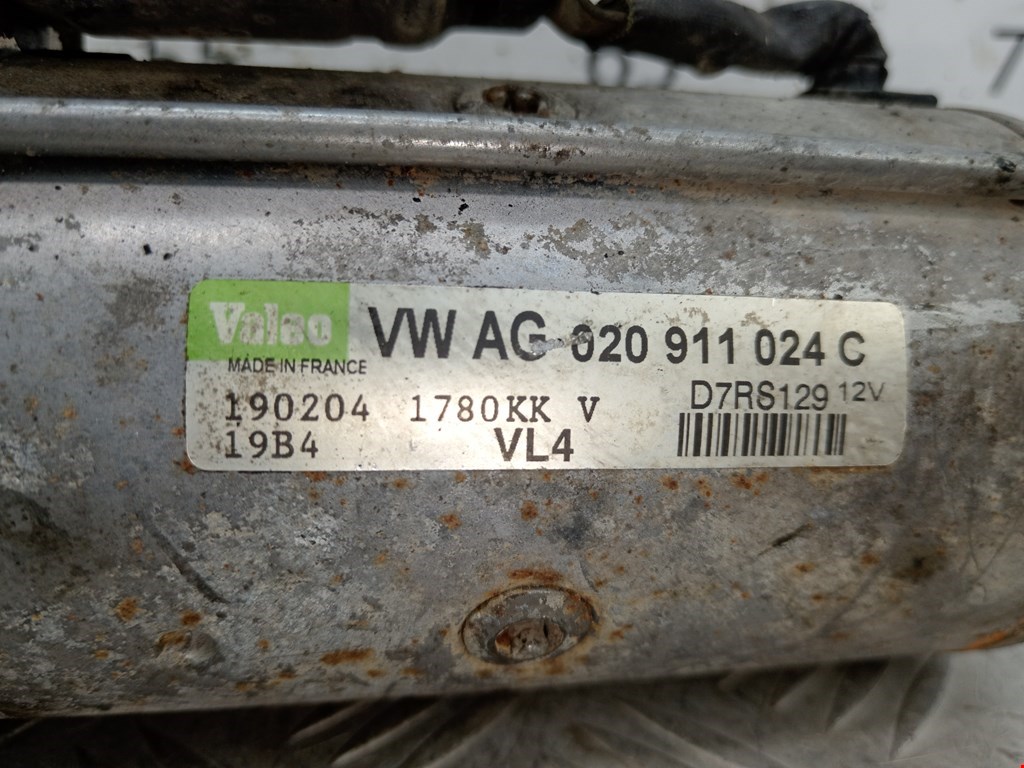 Valeo VW AG 020 911 024 C
MADE IN FRANCE
190204 1780KK V D7RS129 12V
19B4 VL4